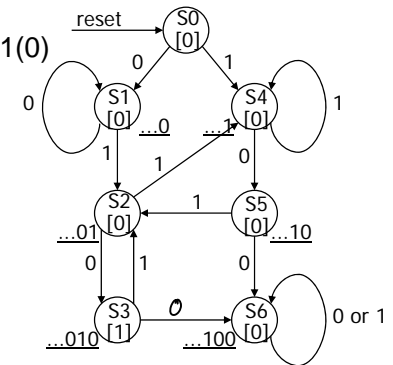 reset
S0
[0]
1(0)
0
1
0
S1
[0]
...0
...1
S4
[0]
1
1
1
0
S2
[0]
...01
1
S5
[0]
...10
0
1
0
S3
[1]
...010
0
...100
S6
[0]
0 or 1